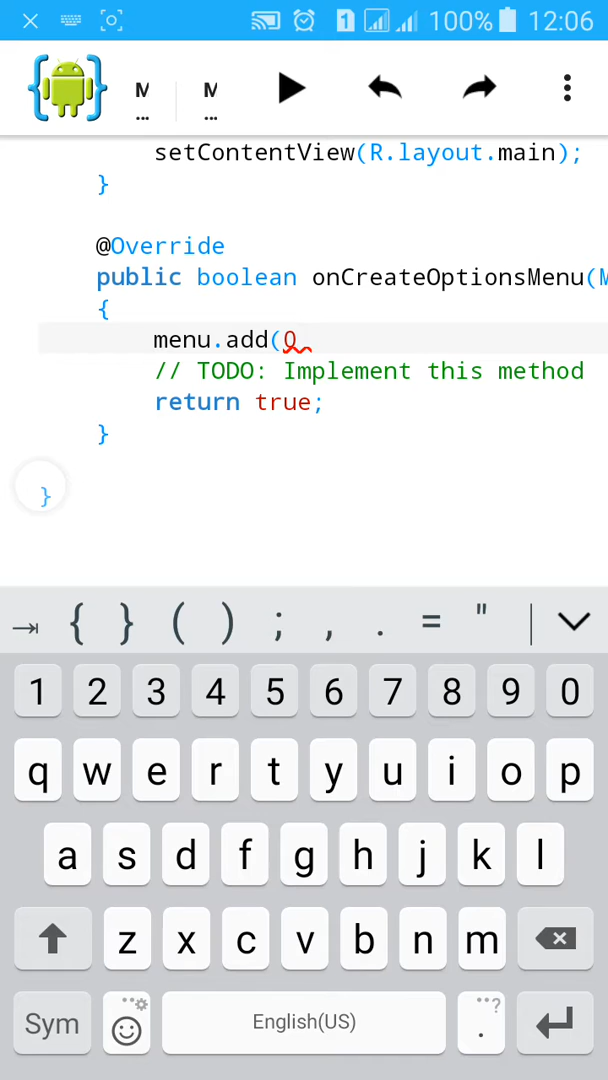 1 100% 12:06
M M
... ...
setContentView(R.layout.main);
}
@Override
public boolean onCreateOptionsMenu(M
{
menu.add(0
// TODO: Implement this method
return true;
}
}
{ } ( ) ; , . = " |
1 2 3 4 5 6 7 8 9 0
q w e r t y u i o p
a s d f g h j k l
z x c v b n m
Sym English(US) . ?